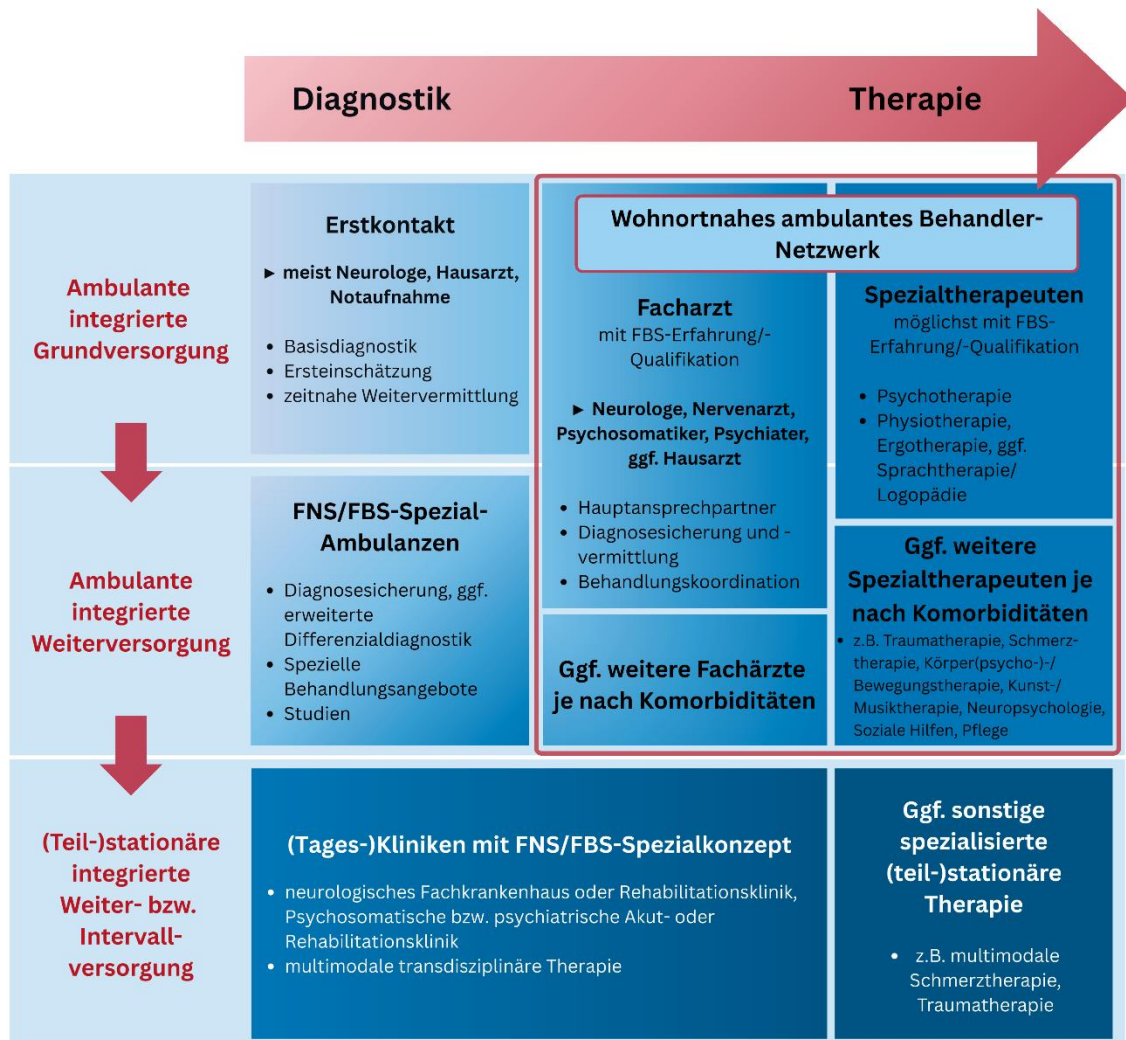 Diagnostik
Therapie
Ambulante
integrierte
Grundversorgung
Erstkontakt
► meist Neurologe, Hausarzt,
Notaufnahme
• Basisdiagnostik
• Ersteinschätzung
• zeitnahe Weitervermittlung
Wohnortnahes ambulantes Behandler-
Netzwerk
Facharzt
mit FBS-Erfahrung/-
Qualifikation
► Neurologe, Nervenarzt,
Psychosomatiker, Psychiater,
ggf. Hausarzt
• Hauptansprechpartner
• Diagnosesicherung und -
vermittlung
• Behandlungskoordination
Spezialtherapeuten
möglichst mit FBS-
Erfahrung/-Qualifikation
• Psychotherapie
• Physiotherapie,
Ergotherapie, ggf.
Sprachtherapie/
Logopädie
Ambulante
integrierte
Weiterversorgung
FNS/FBS-Spezial-
Ambulanzen
• Diagnosesicherung, ggf.
erweiterte
Differenzialdiagnostik
• Spezielle
Behandlungsangebote
• Studien
Ggf. weitere Fachärzte
je nach Komorbiditäten
Ggf. weitere
Spezialtherapeuten je
nach Komorbiditäten
• z.B. Traumatherapie, Schmerz-
therapie, Körper(psycho-)-/
Bewegungstherapie, Kunst-/
Musiktherapie, Neuropsychologie,
Soziale Hilfen, Pflege
(Teil-)stationäre
integrierte
Weiter- bzw.
Intervall-
versorgung
(Tages-)Kliniken mit FNS/FBS-Spezialkonzept
• neurologisches Fachkrankenhaus oder Rehabilitationsklinik,
Psychosomatische bzw. psychiatrische Akut- oder
Rehabilitationsklinik
• multimodale transdisziplinäre Therapie
Ggf. sonstige
spezialisierte
(teil-)stationäre
Therapie
• z.B. multimodale
Schmerztherapie,
Traumatherapie